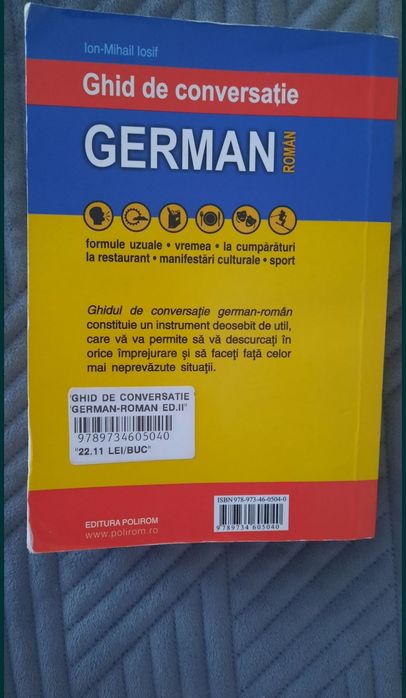 Ion-Mihail Iosif
Ghid de conversație
GERMAN
ROMÂN
formule uzuale • vremea • la cumpărături
la restaurant • manifestări culturale • sport
Ghidul de conversație german-român
constituie un instrument deosebit de util,
care vă va permite să vă descurcați în
orice împrejurare și să faceți față celor
mai neprevăzute situații.
"GHID DE CONVERSATIE
"GERMAN-ROMAN ED.II"
9789734605040
"22.11 LEI/BUC"
ISBN 978-973-46-0504-0
9 789734 605040
EDITURA POLIROM
www.polirom.ro